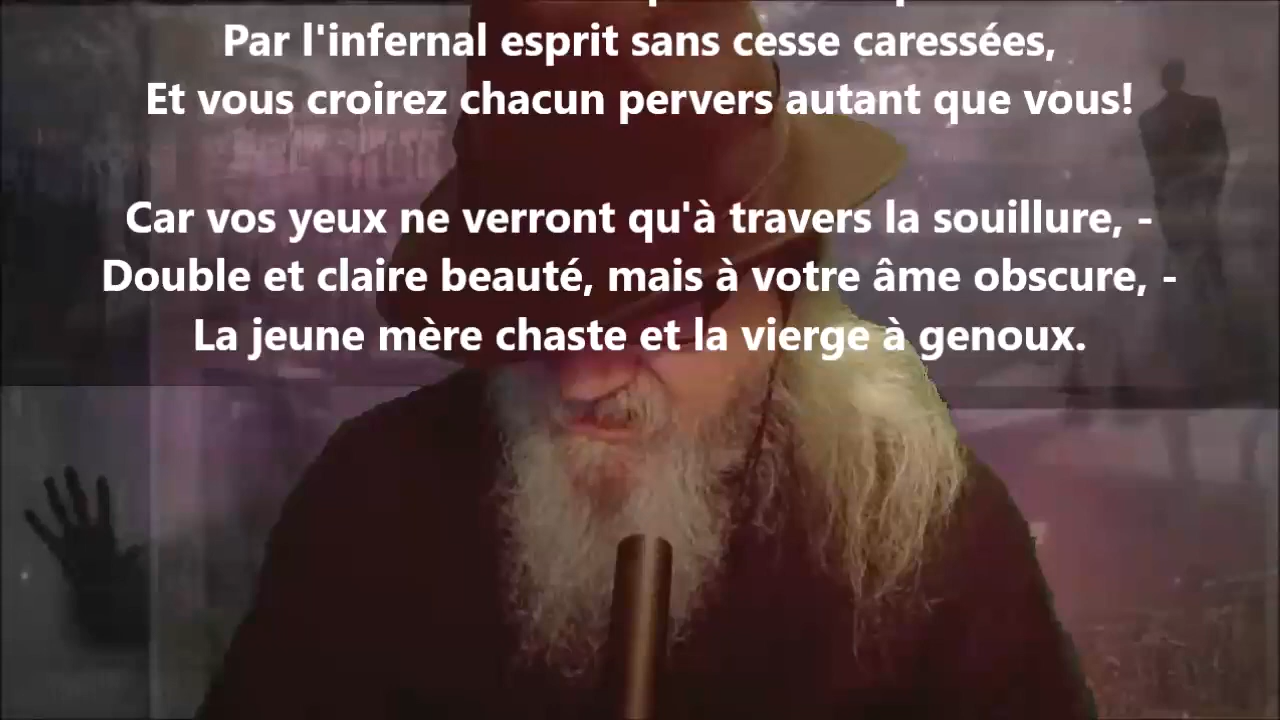 Par l'infernal esprit sans cesse caressées,
Et vous croirez chacun pervers autant que vous!
Car vos yeux ne verront qu'à travers la souillure, -
Double et claire beauté, mais à votre âme obscure, -
La jeune mère chaste et la vierge à genoux.